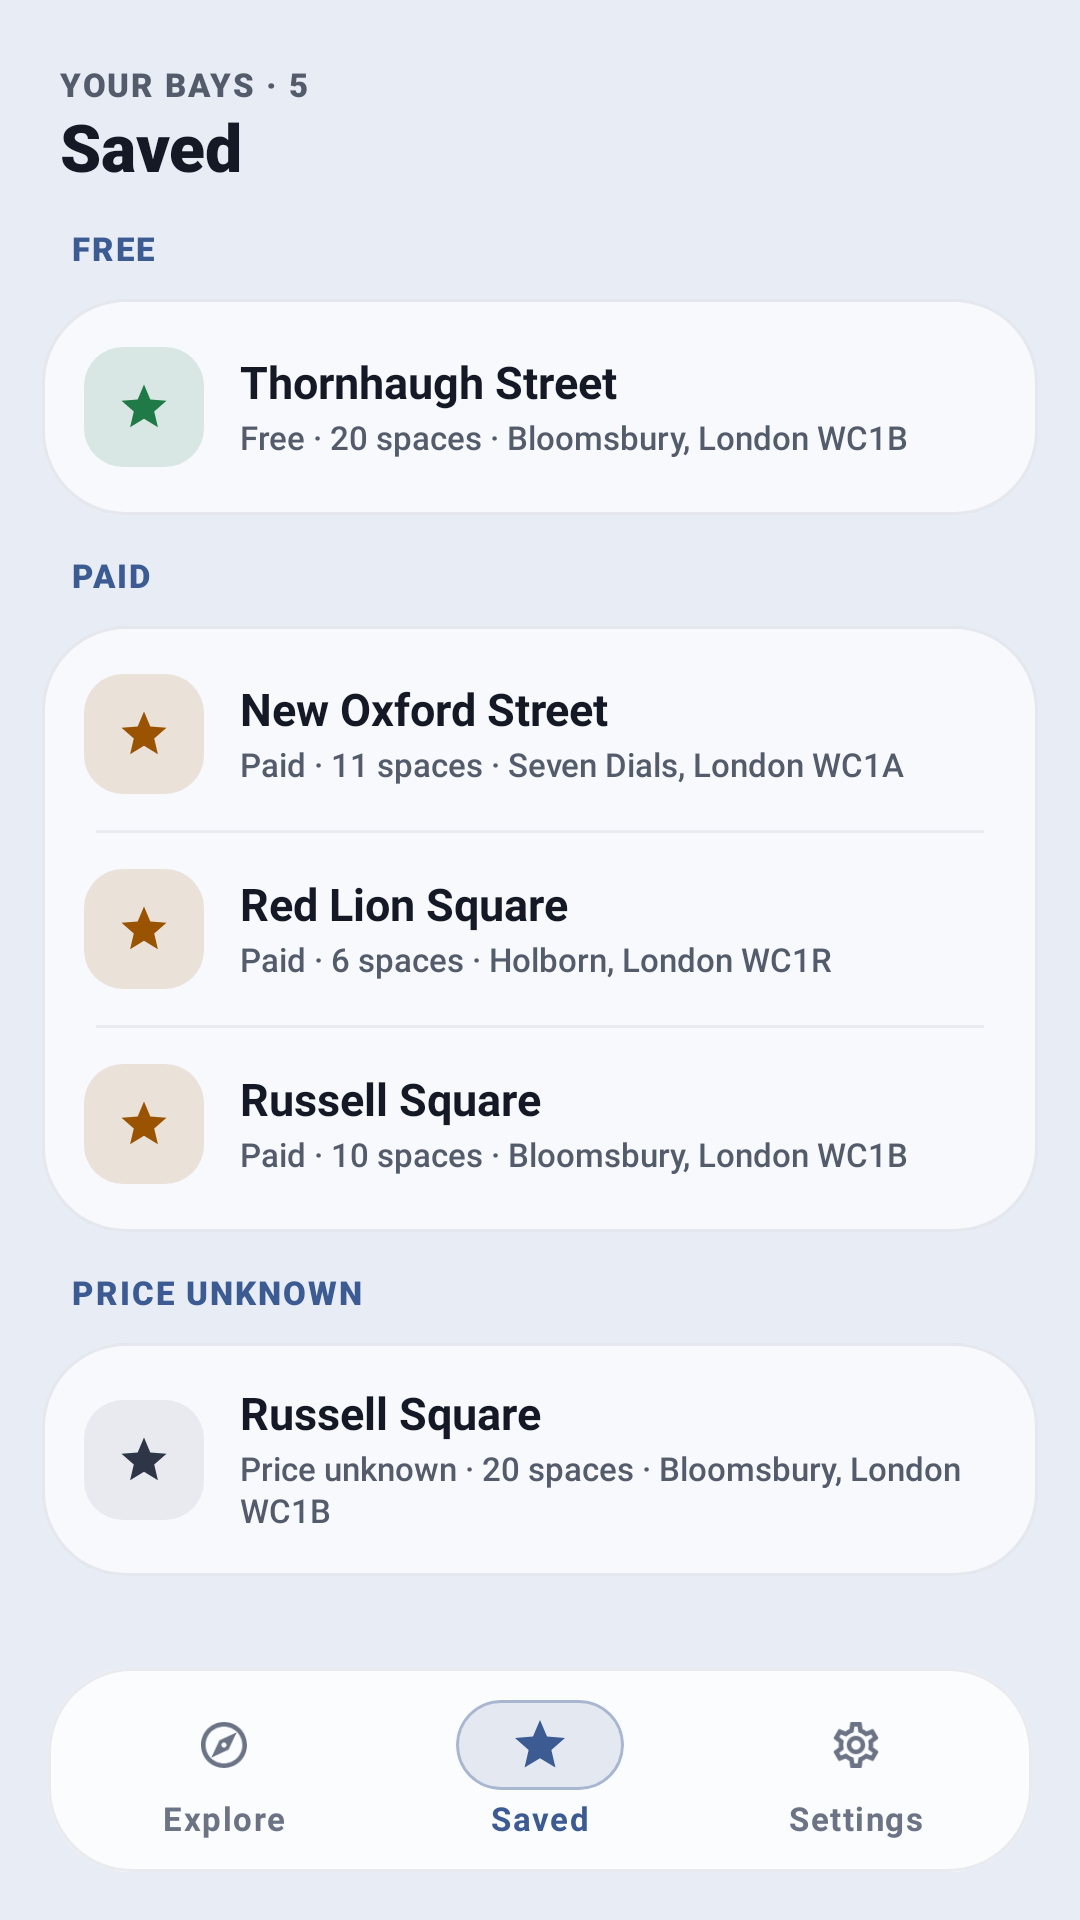 YOUR BAYS · 5
Saved
FREE
Thornhaugh Street
Free · 20 spaces · Bloomsbury, London WC1B
PAID
New Oxford Street
Paid · 11 spaces · Seven Dials, London WC1A
Red Lion Square
Paid · 6 spaces · Holborn, London WC1R
Russell Square
Paid · 10 spaces · Bloomsbury, London WC1B
PRICE UNKNOWN
Russell Square
Price unknown · 20 spaces · Bloomsbury, London
WC1B
Explore
Saved
Settings